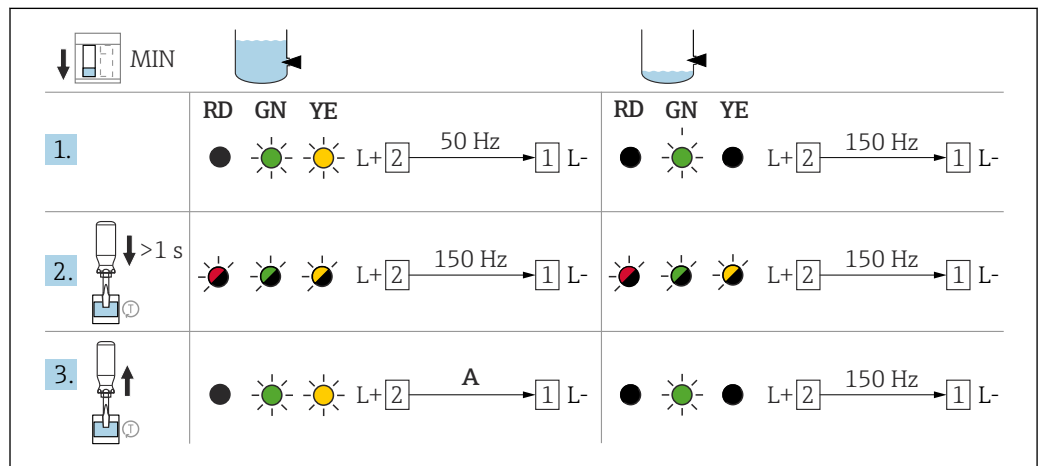 MIN
RD GN YE
RD GN YE
1.
L+ 2 50 Hz 1 L-
L+ 2 150 Hz 1 L-
2.
>1 s
T
L+ 2 150 Hz 1 L-
L+ 2 150 Hz 1 L-
3.
T
L+ 2 A 1 L-
L+ 2 150 Hz 1 L-